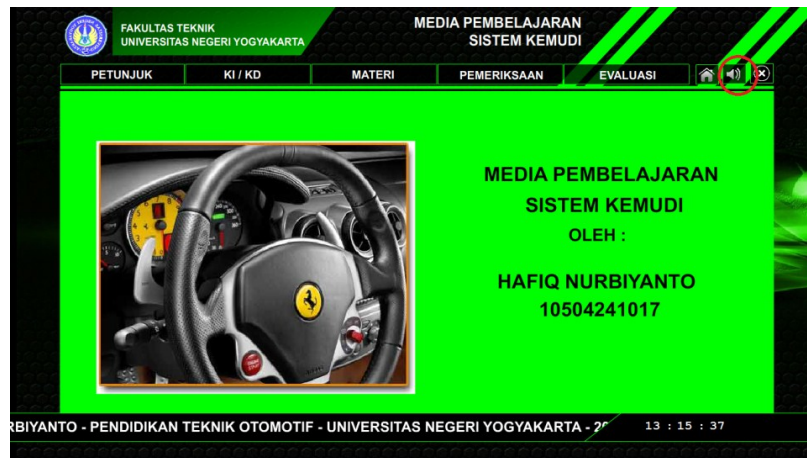 FAKULTAS TEKNIK
UNIVERSITAS NEGERI YOGYAKARTA
MEDIA PEMBELAJARAN
SISTEM KEMUDI
PETUNJUK KI / KD MATERI PEMERIKSAAN EVALUASI
MEDIA PEMBELAJARAN
SISTEM KEMUDI
OLEH :
HAFIQ NURBIYANTO
10504241017
RBIYANTO - PENDIDIKAN TEKNIK OTOMOTIF - UNIVERSITAS NEGERI YOGYAKARTA - 13 : 15 : 37